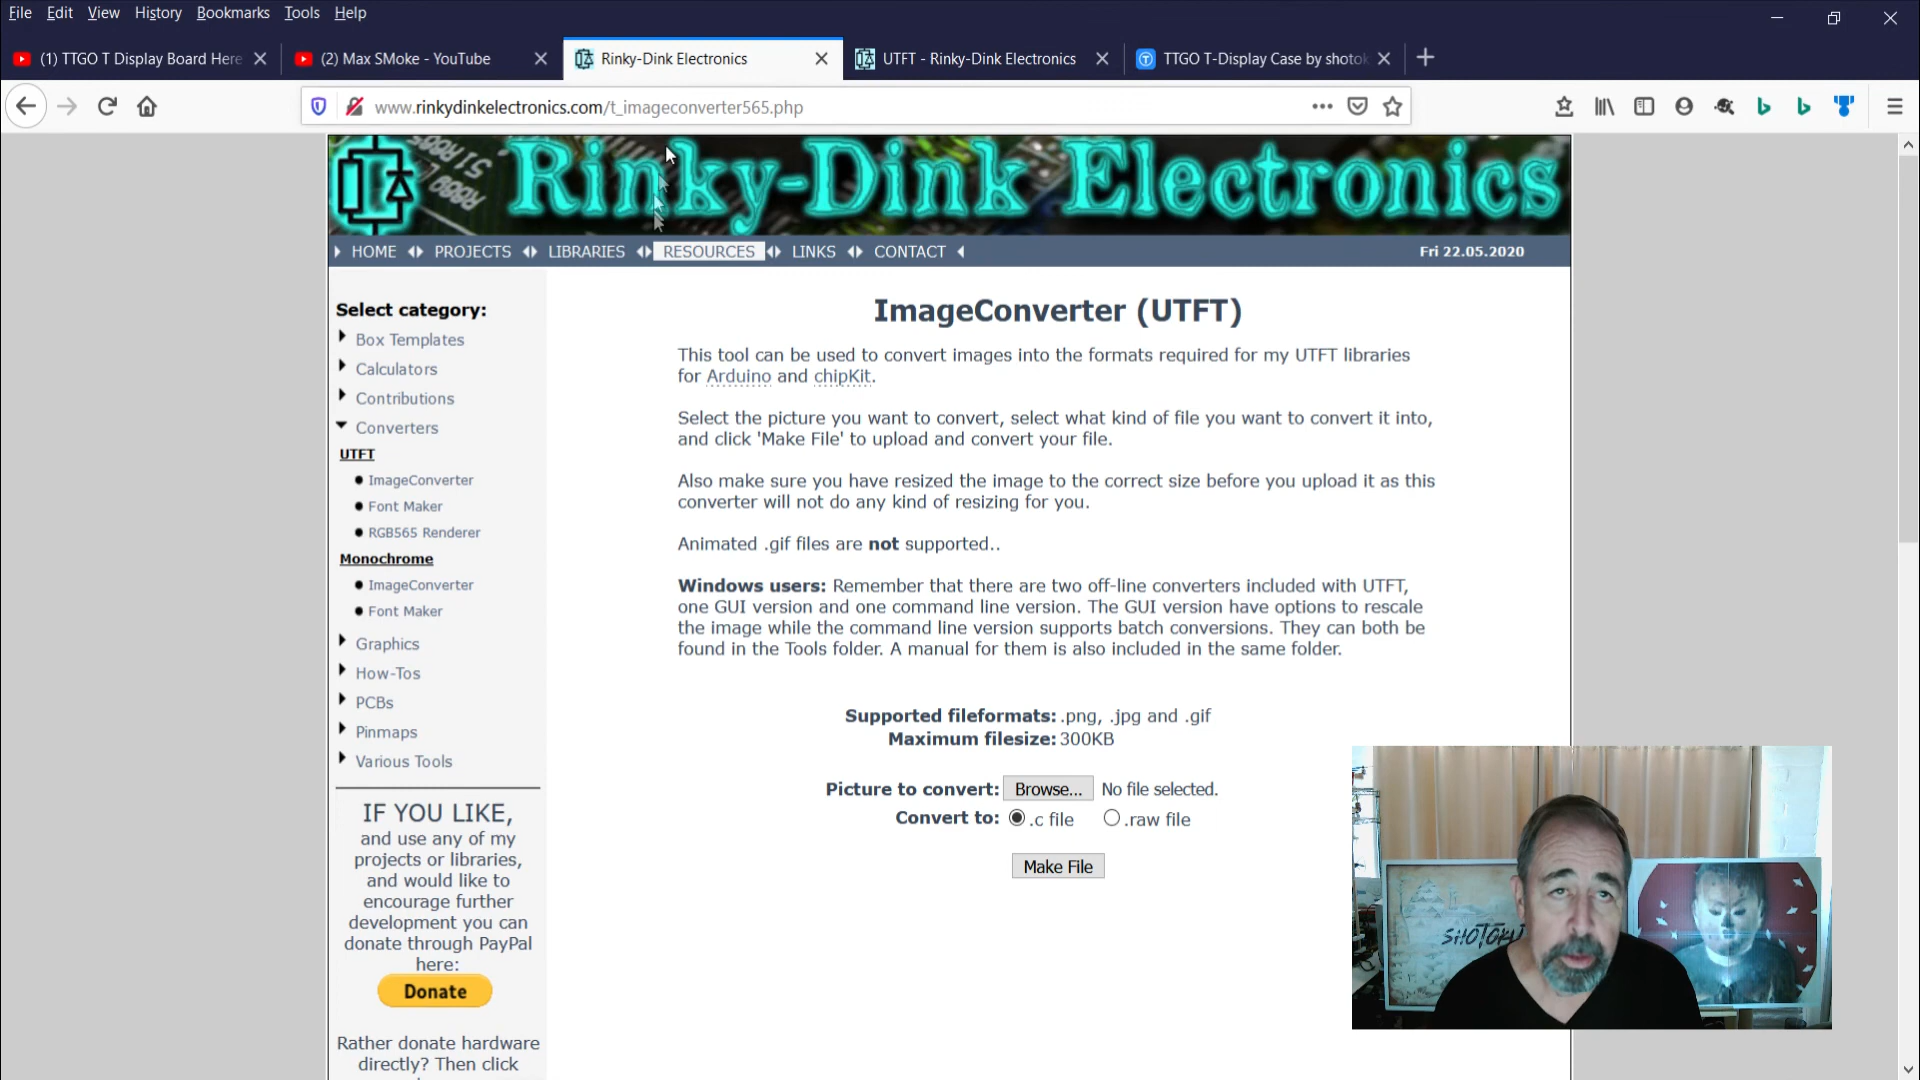 File Edit View History Bookmarks Tools Help
(1) TTGO T Display Board Here
(2) Max SMoke - YouTube
Rinky-Dink Electronics
UTFT - Rinky-Dink Electronics
TTGO T-Display Case by shotok
www.rinkydinkelectronics.com/t_imageconverter565.php
Rinky-Dink Electronics
HOME PROJECTS LIBRARIES RESOURCES LINKS CONTACT
Fri 22.05.2020
Select category:
Box Templates
Calculators
Contributions
Converters
UTFT
ImageConverter
Font Maker
RGB565 Renderer
Monochrome
ImageConverter
Font Maker
Graphics
How-Tos
PCBs
Pinmaps
Various Tools
IF YOU LIKE,
and use any of my
projects or libraries,
and would like to
encourage further
development you can
donate through PayPal
here:
Donate
Rather donate hardware
directly? Then click
ImageConverter (UTFT)
This tool can be used to convert images into the formats required for my UTFT libraries
for Arduino and chipKit.
Select the picture you want to convert, select what kind of file you want to convert it into,
and click 'Make File' to upload and convert your file.
Also make sure you have resized the image to the correct size before you upload it as this
converter will not do any kind of resizing for you.
Animated .gif files are not supported..
Windows users: Remember that there are two off-line converters included with UTFT,
one GUI version and one command line version. The GUI version have options to rescale
the image while the command line version supports batch conversions. They can both be
found in the Tools folder. A manual for them is also included in the same folder.
Supported fileformats: .png, .jpg and .gif
Maximum filesize: 300KB
Picture to convert: Browse... No file selected.
Convert to: .c file .raw file
Make File
SHOTOKU